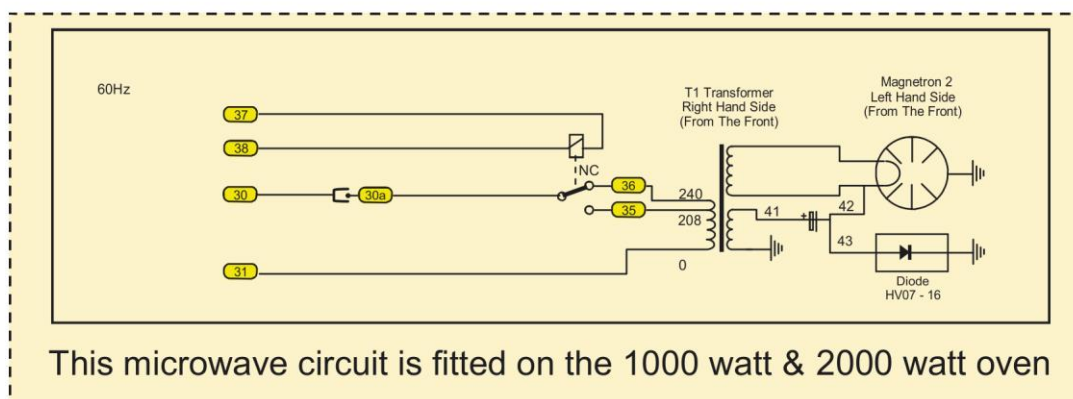 60Hz
37
38
30
30a
31
NC
36
35
240
208
0
T1 Transformer
Right Hand Side
(From The Front)
41
+
42
43
Magnetron 2
Left Hand Side
(From The Front)
Diode
HV07 - 16
This microwave circuit is fitted on the 1000 watt & 2000 watt oven